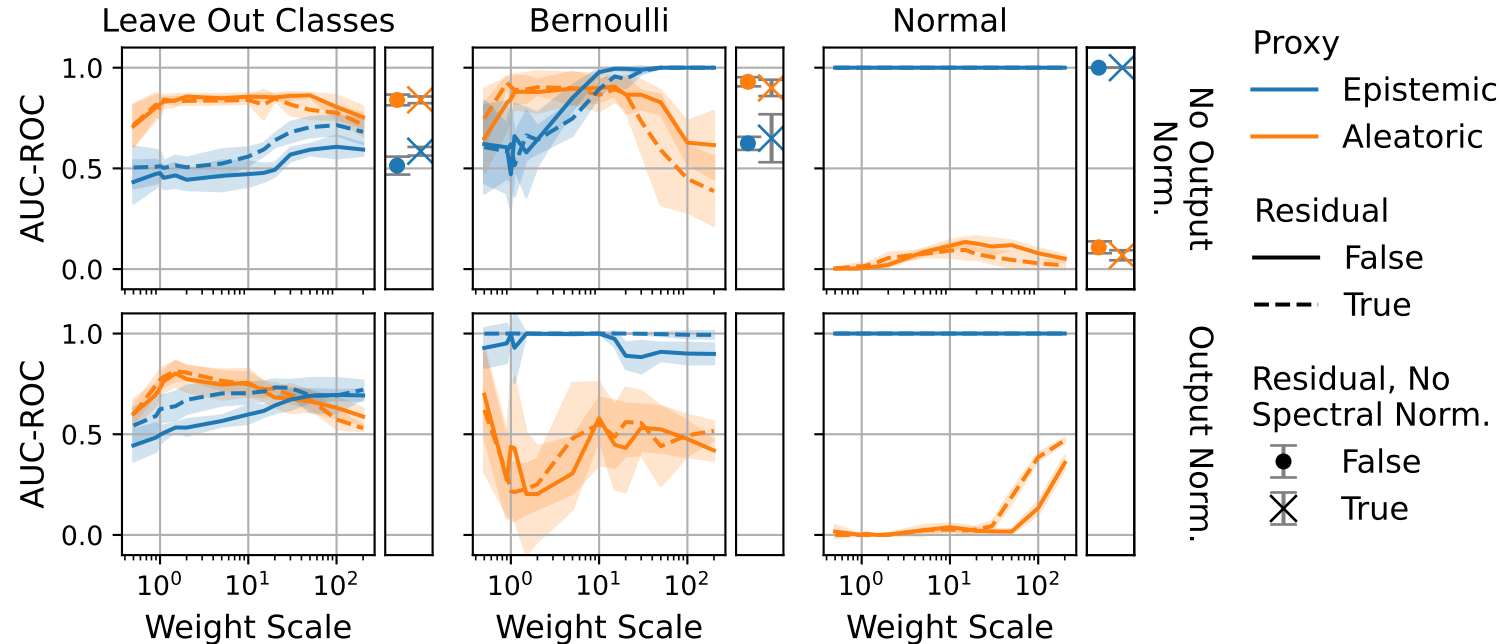 Leave Out Classes
Bernoulli
Normal
AUC-ROC
1.0
0.5
0.0
No Output
Norm.
AUC-ROC
1.0
0.5
0.0
Output Norm.
10^0 10^1 10^2
10^0 10^1 10^2
10^0 10^1 10^2
Weight Scale
Weight Scale
Weight Scale
Proxy
Epistemic
Aleatoric
Residual
False
True
Residual, No
Spectral Norm.
False
True